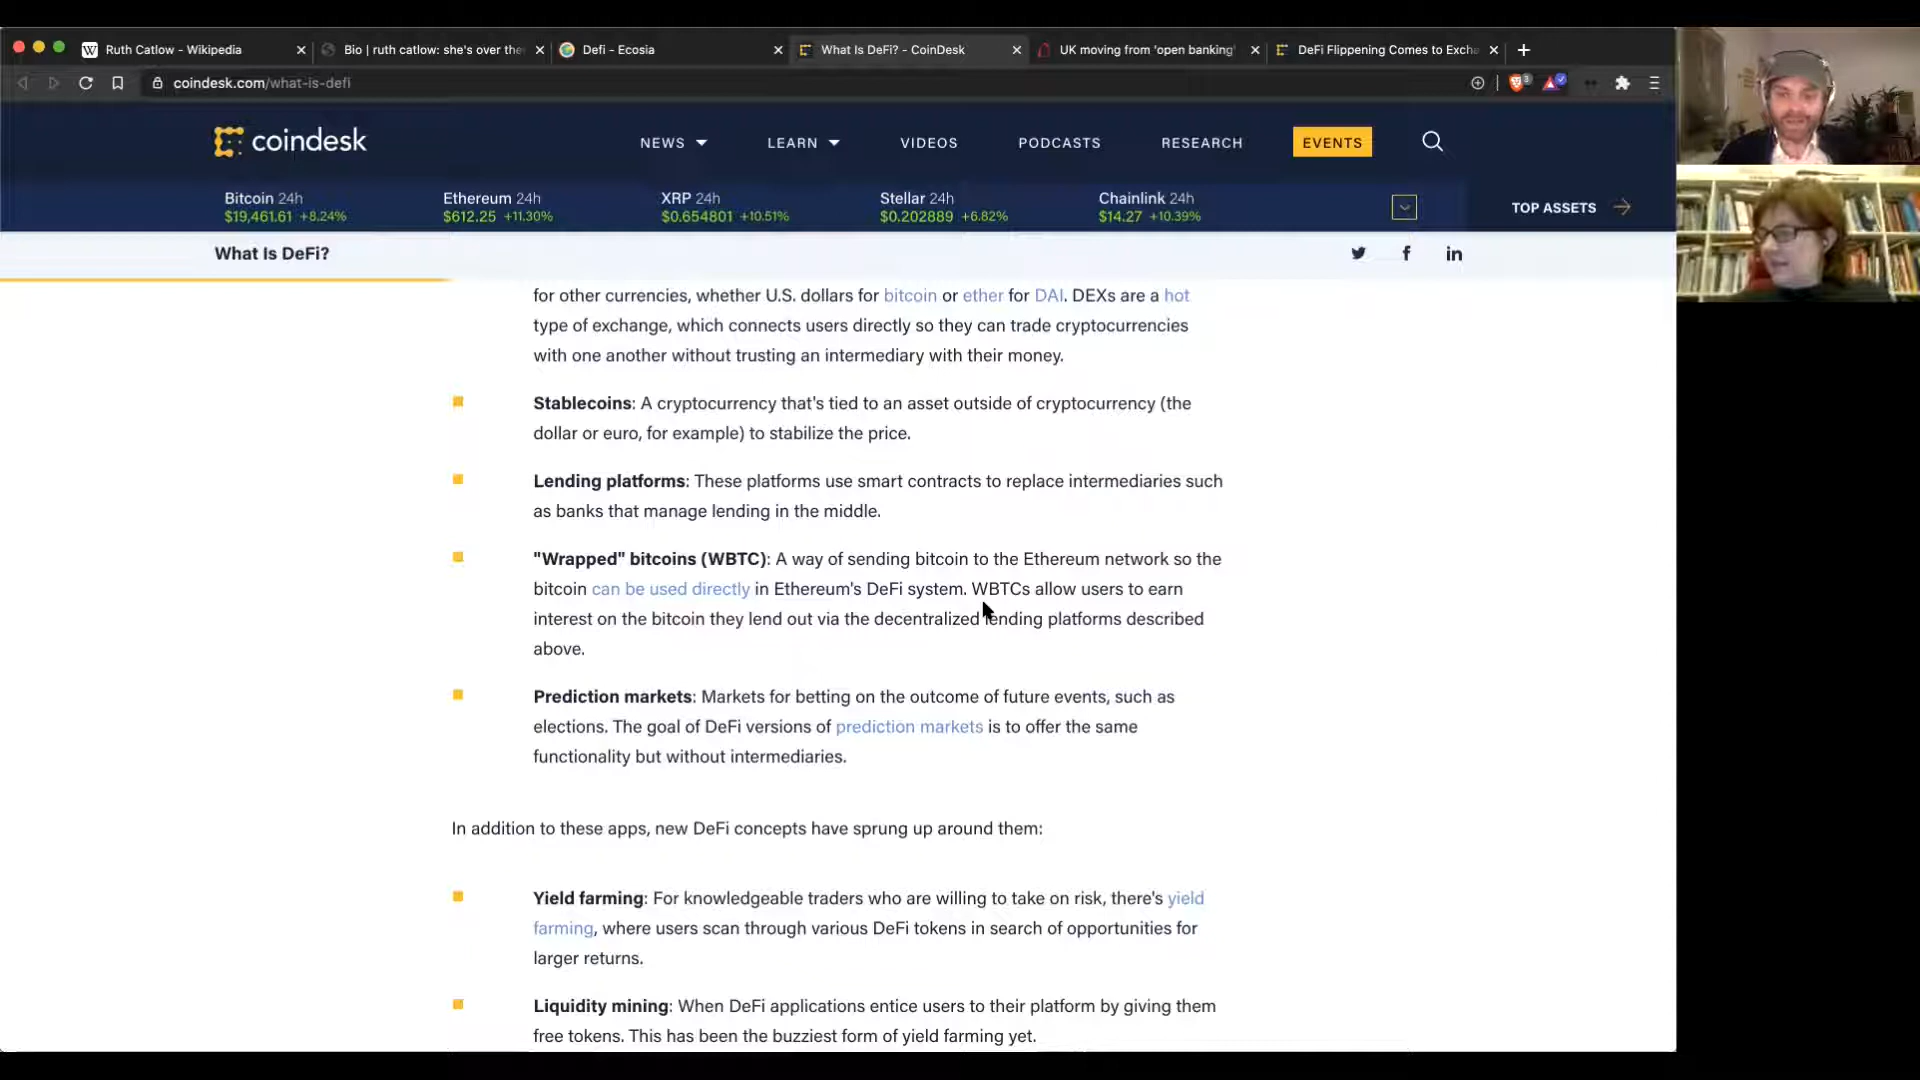 Ruth Catlow - Wikipedia
Bio | ruth catlow: she's over the
Defi - Ecosia
What Is DeFi? - CoinDesk
UK moving from 'open banking'
DeFi Flippening Comes to Excha
coindesk.com/what-is-defi
3
coindesk
NEWS
LEARN
VIDEOS
PODCASTS
RESEARCH
EVENTS
Bitcoin 24h
$19,461.61 +8.24%
Ethereum 24h
$612.25 +11.30%
XRP 24h
$0.654801 +10.51%
Stellar 24h
$0.202889 +6.82%
Chainlink 24h
$14.27 +10.39%
TOP ASSETS
What Is DeFi?
for other currencies, whether U.S. dollars for bitcoin or ether for DAI. DEXs are a hot
type of exchange, which connects users directly so they can trade cryptocurrencies
with one another without trusting an intermediary with their money.
Stablecoins: A cryptocurrency that's tied to an asset outside of cryptocurrency (the
dollar or euro, for example) to stabilize the price.
Lending platforms: These platforms use smart contracts to replace intermediaries such
as banks that manage lending in the middle.
"Wrapped" bitcoins (WBTC): A way of sending bitcoin to the Ethereum network so the
bitcoin can be used directly in Ethereum's DeFi system. WBTCs allow users to earn
interest on the bitcoin they lend out via the decentralized lending platforms described
above.
Prediction markets: Markets for betting on the outcome of future events, such as
elections. The goal of DeFi versions of prediction markets is to offer the same
functionality but without intermediaries.
In addition to these apps, new DeFi concepts have sprung up around them:
Yield farming: For knowledgeable traders who are willing to take on risk, there's yield
farming, where users scan through various DeFi tokens in search of opportunities for
larger returns.
Liquidity mining: When DeFi applications entice users to their platform by giving them
free tokens. This has been the buzziest form of yield farming yet.